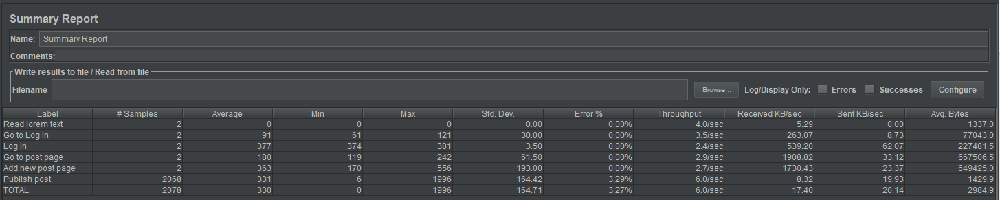 Summary Report
Name: Summary Report
Comments:
Write results to file / Read from file
Filename Browse... Log/Display Only: Errors Successes Configure
Label # Samples Average Min Max Std. Dev. Error % Throughput Received KB/sec Sent KB/sec Avg. Bytes
Read lorem text 2 0 0 0 0.00 0.00% 4.0/sec 5.29 0.00 1337.0
Go to Log In 2 91 61 121 30.00 0.00% 3.5/sec 263.07 8.73 77043.0
Log In 2 377 374 381 3.50 0.00% 2.4/sec 539.20 62.07 227481.5
Go to post page 2 180 119 242 61.50 0.00% 2.9/sec 1908.82 33.12 667506.5
Add new post page 2 363 170 556 193.00 0.00% 2.7/sec 1730.43 23.37 649425.0
Publish post 2068 331 6 1996 164.42 3.29% 6.0/sec 8.32 19.93 1429.9
TOTAL 2078 330 0 1996 164.71 3.27% 6.0/sec 17.40 20.14 2984.9